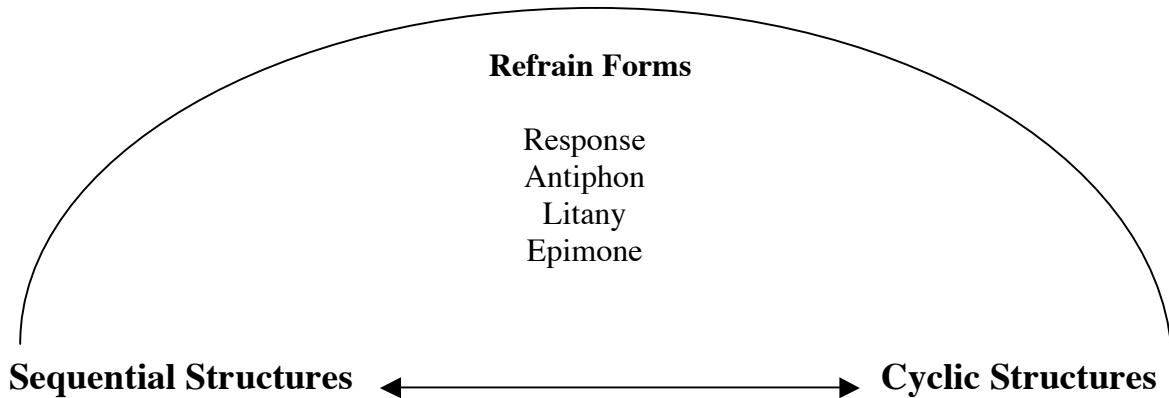 Refrain Forms
Response
Antiphon
Litany
Epimone
Sequential Structures
Cyclic Structures